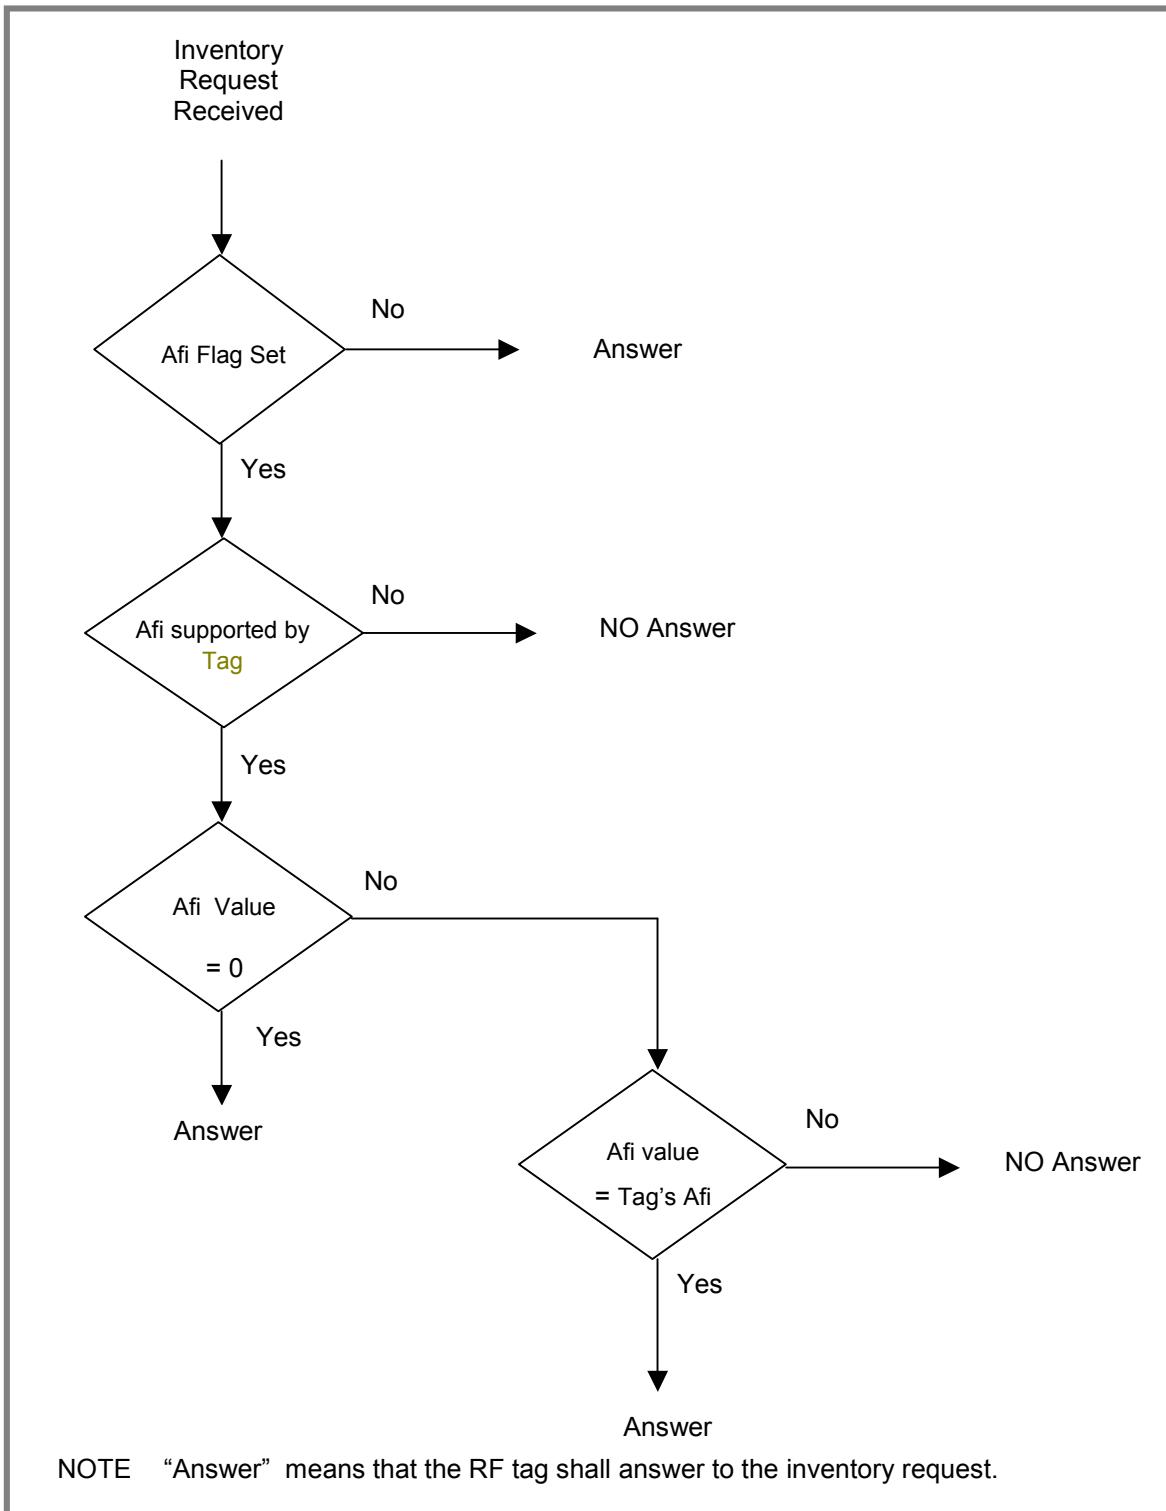 Inventory
Request
Received
No
Afi Flag Set
Answer
Yes
No
Afi supported by
Tag
NO Answer
Yes
No
Afi Value
= 0
Yes
Answer
No
Afi value
= Tag's Afi
NO Answer
Yes
Answer
NOTE “Answer” means that the RF tag shall answer to the inventory request.